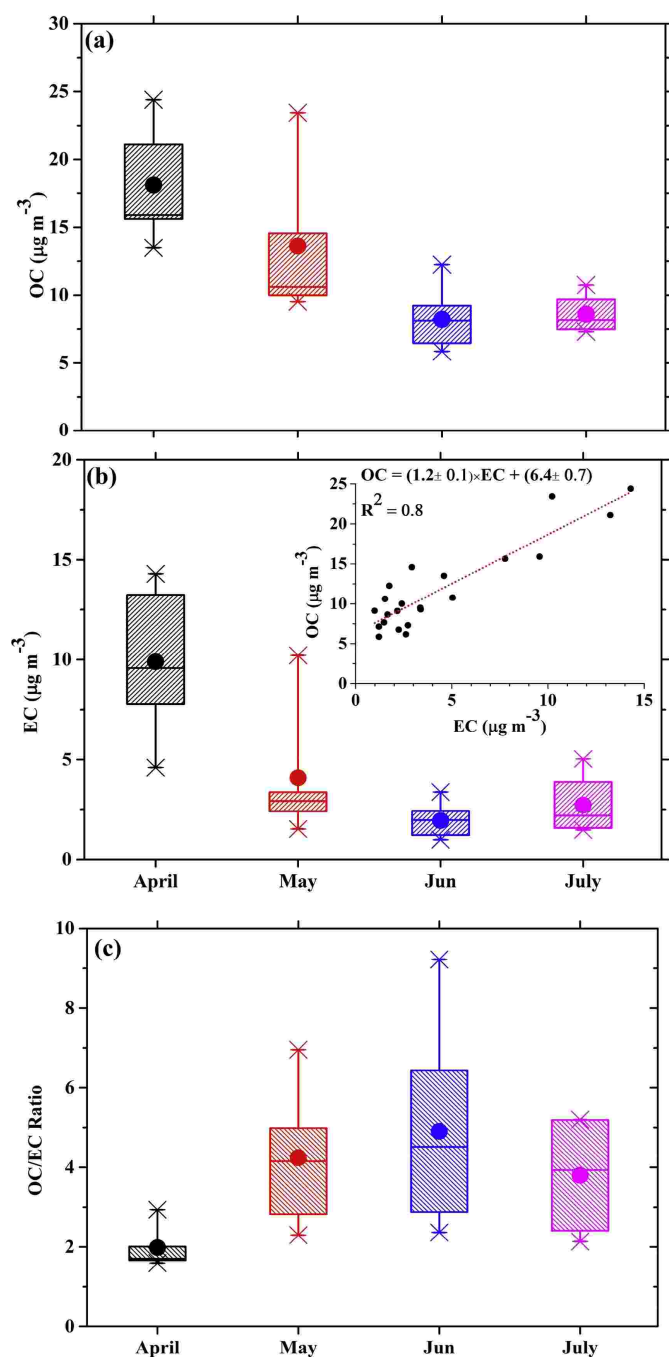 (a)
30
25
20
15
10
5
0
OC (μg m⁻³)
(b)
20
15
10
5
0
EC (μg m⁻³)
OC = (1.2± 0.1)×EC + (6.4± 0.7)
R² = 0.8
25
20
15
10
5
0
OC (μg m⁻³)
0 5 10 15
EC (μg m⁻³)
April May Jun July
(c)
10
8
6
4
2
0
OC/EC Ratio
April May Jun July